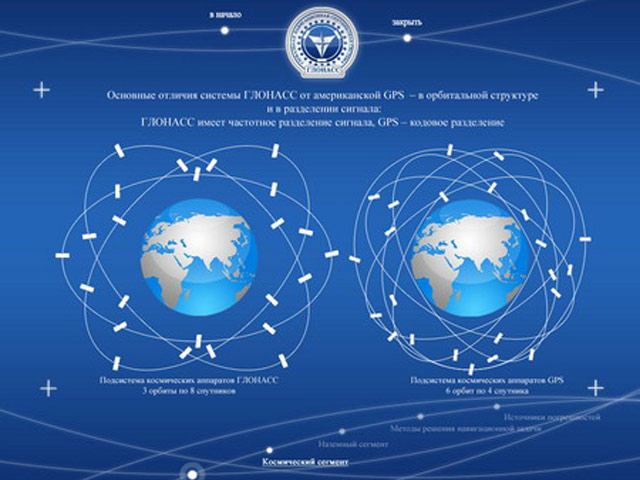 в начало
закрыть
ГЛОНАСС
Основные отличия системы ГЛОНАСС от американской GPS – в орбитальной структуре
и в разделении сигнала:
ГЛОНАСС имеет частотное разделение сигнала, GPS – кодовое разделение
Подсистема космических аппаратов ГЛОНАСС
3 орбиты по 8 спутников
Подсистема космических аппаратов GPS
6 орбит по 4 спутника
Источники погрешностей
Методы решения навигационной задачи
Наземный сегмент
Космический сегмент